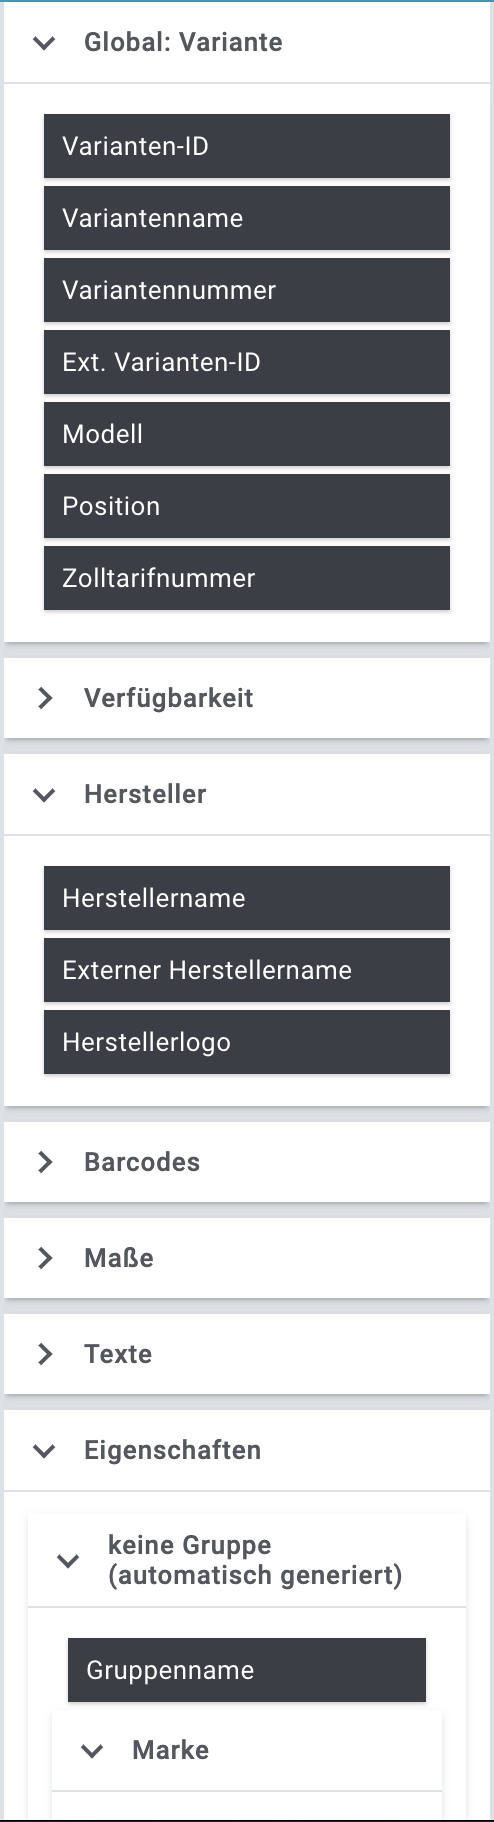 Global: Variante
Varianten-ID
Variantenname
Variantennummer
Ext. Varianten-ID
Modell
Position
Zolltarifnummer
Verfügbarkeit
Hersteller
Herstellername
Externer Herstellername
Herstellerlogo
Barcodes
Maße
Texte
Eigenschaften
keine Gruppe
(automatisch generiert)
Gruppenname
Marke